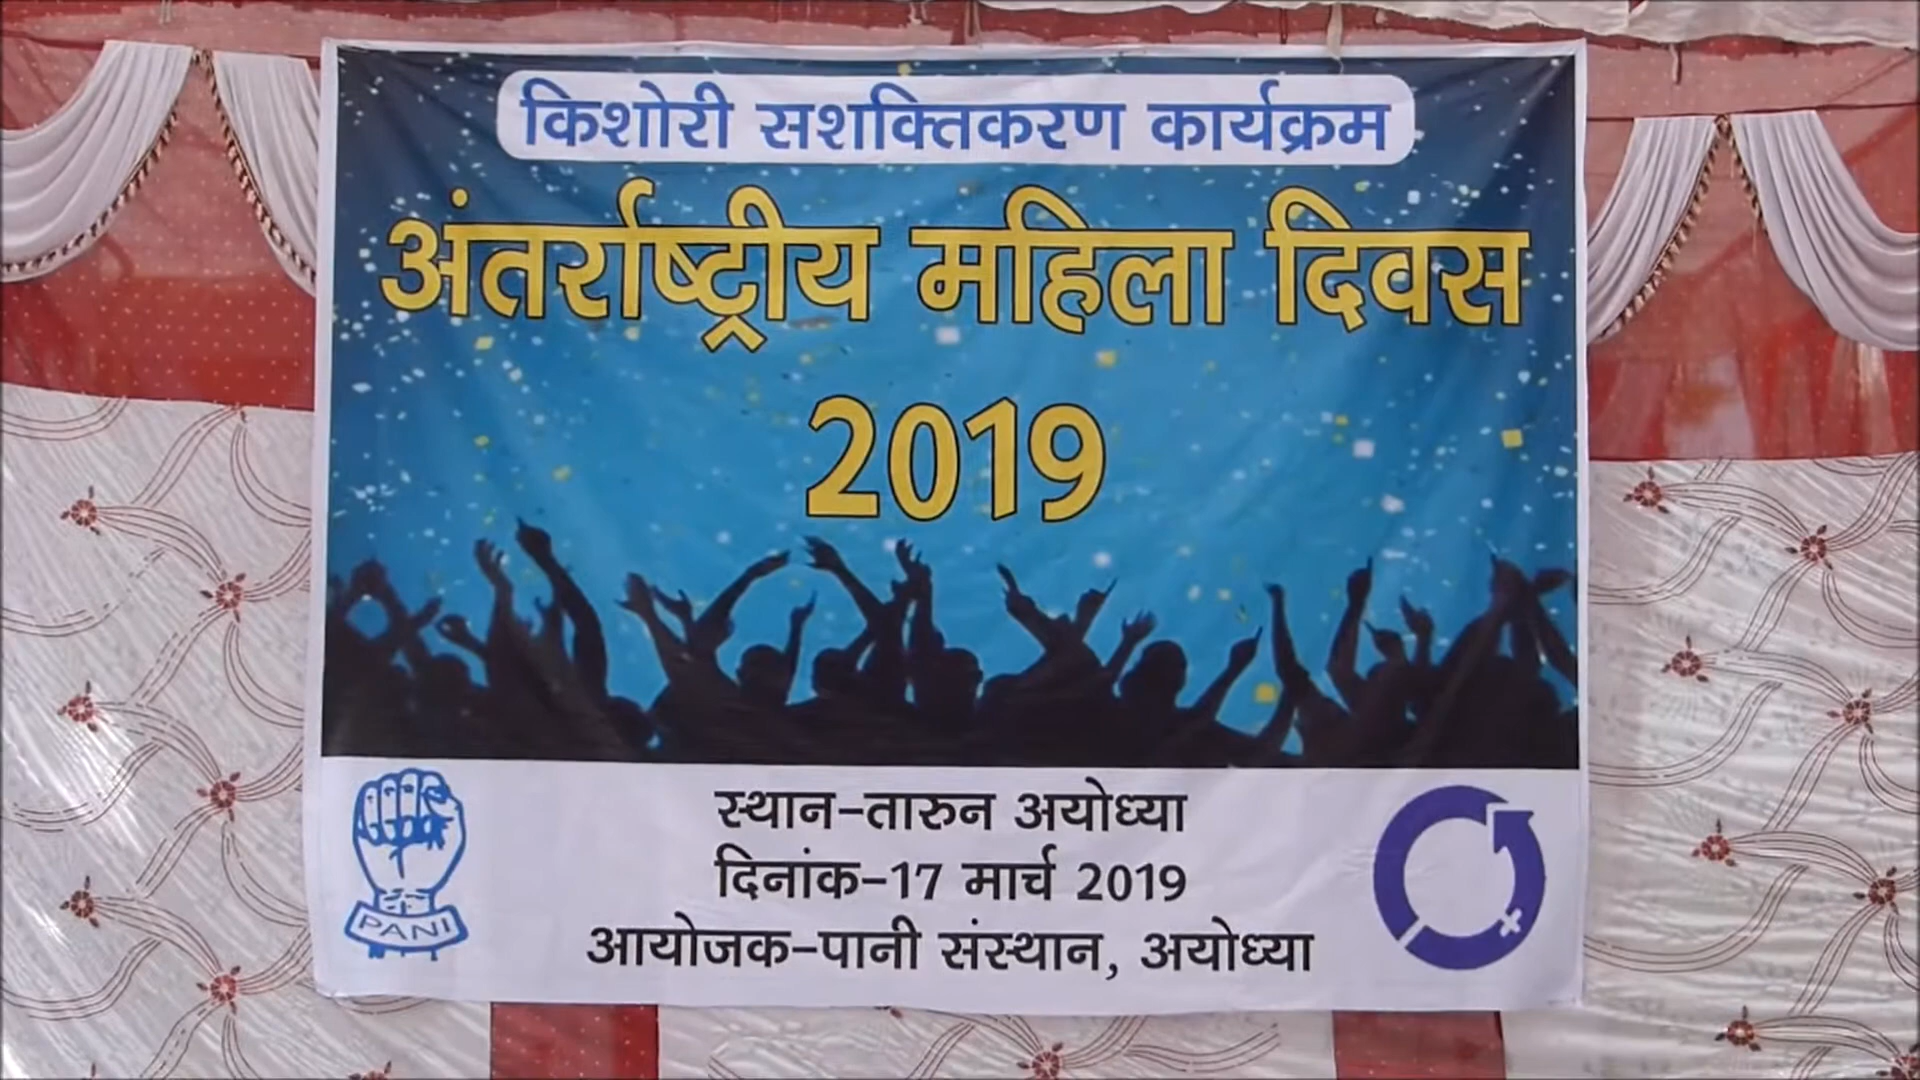 किशोरी सशक्तिकरण कार्यक्रम
अंतर्राष्ट्रीय महिला दिवस
2019
स्थान-तारुन अयोध्या
दिनांक-17 मार्च 2019
आयोजक-पानी संस्थान, अयोध्या
PANI